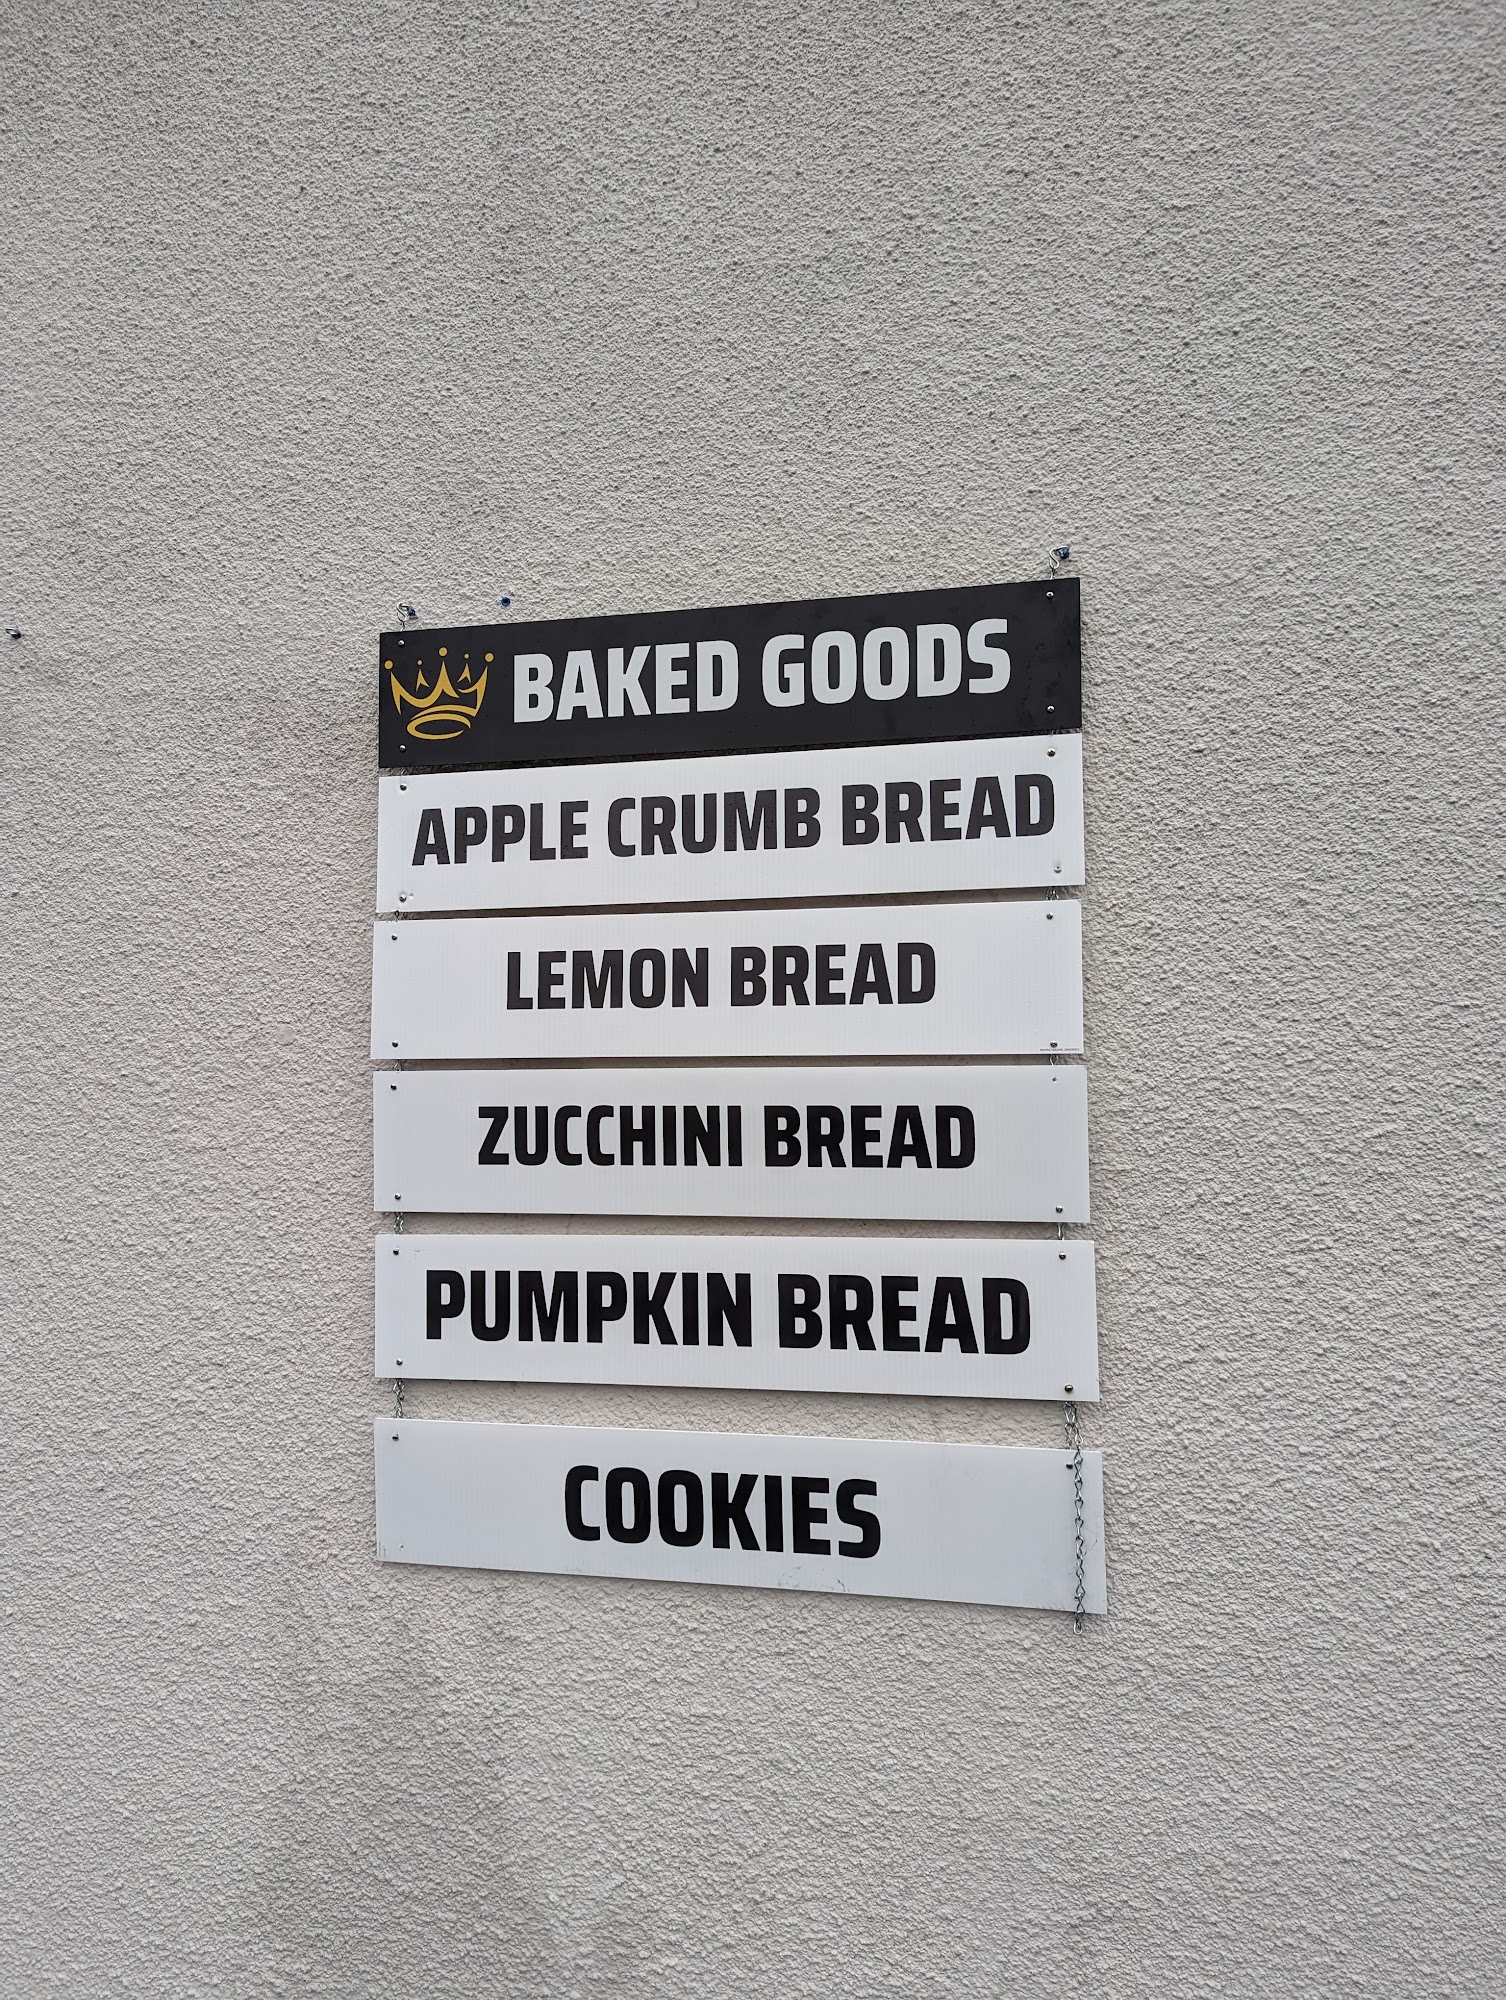 BAKED GOODS
APPLE CRUMB BREAD
LEMON BREAD
ZUCCHINI BREAD
PUMPKIN BREAD
COOKIES